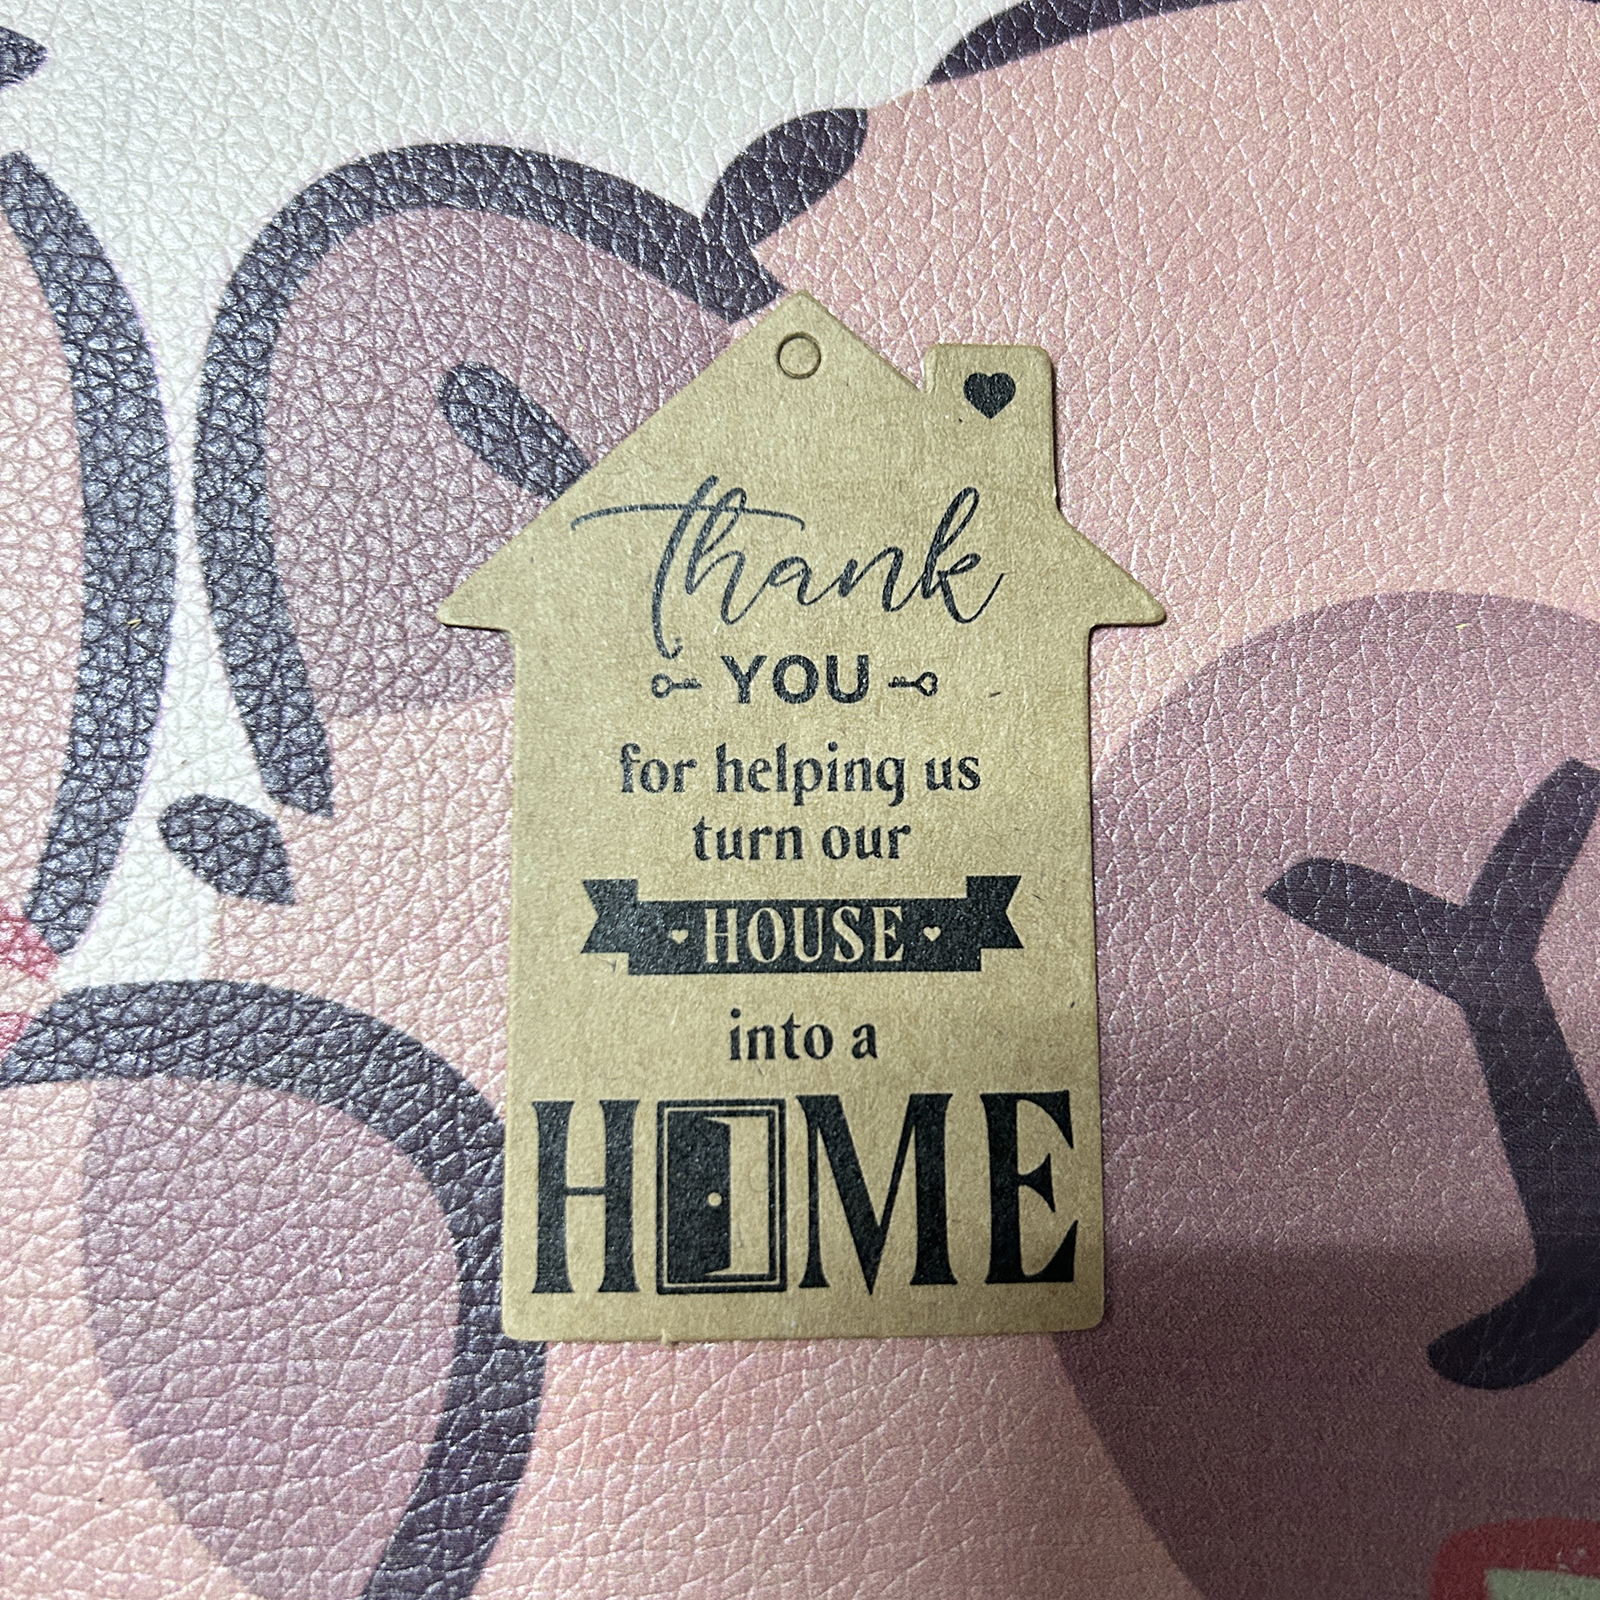 Thank
YOU
for helping us
turn our
HOUSE
into a
HOME